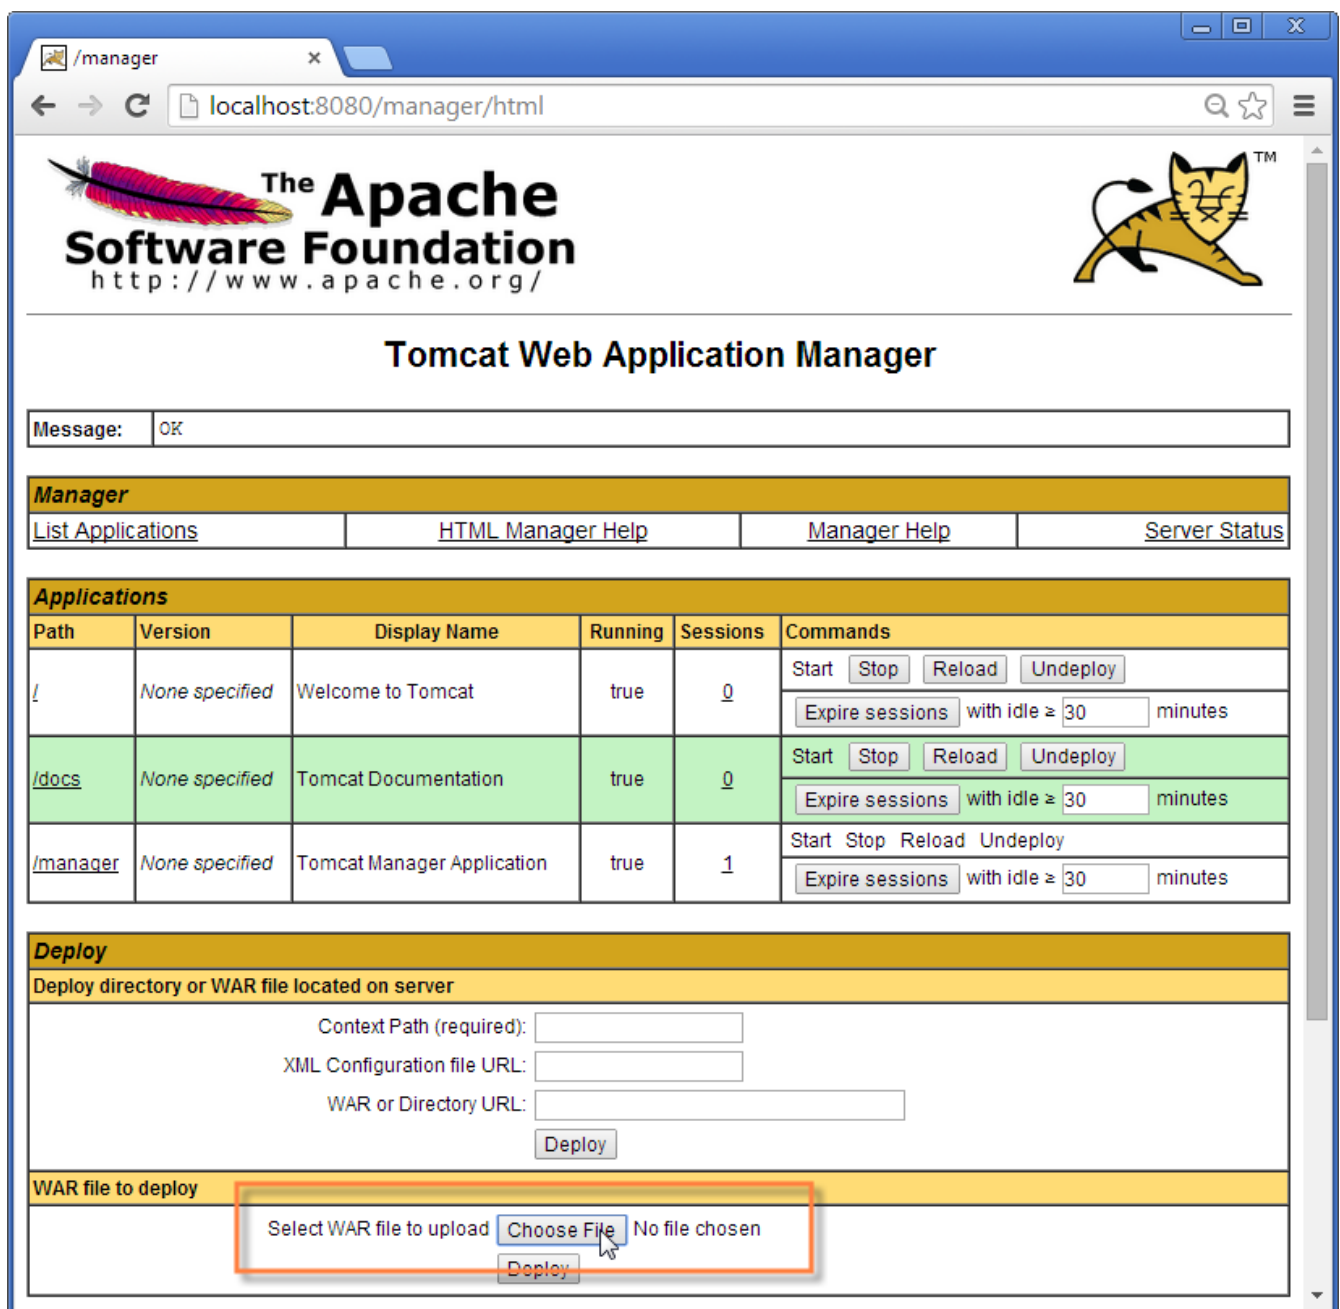 /manager
localhost:8080/manager/html
The Apache
Software Foundation
http://www.apache.org/
TM
Tomcat Web Application Manager
Message: OK
Manager
List Applications HTML Manager Help Manager Help Server Status
Applications
Path Version Display Name Running Sessions Commands
/ None specified Welcome to Tomcat true 0 Start Stop Reload Undeploy
Expire sessions with idle ≥ 30 minutes
/docs None specified Tomcat Documentation true 0 Start Stop Reload Undeploy
Expire sessions with idle ≥ 30 minutes
/manager None specified Tomcat Manager Application true 1 Start Stop Reload Undeploy
Expire sessions with idle ≥ 30 minutes
Deploy
Deploy directory or WAR file located on server
Context Path (required):
XML Configuration file URL:
WAR or Directory URL:
Deploy
WAR file to deploy
Select WAR file to upload Choose File No file chosen
Deploy